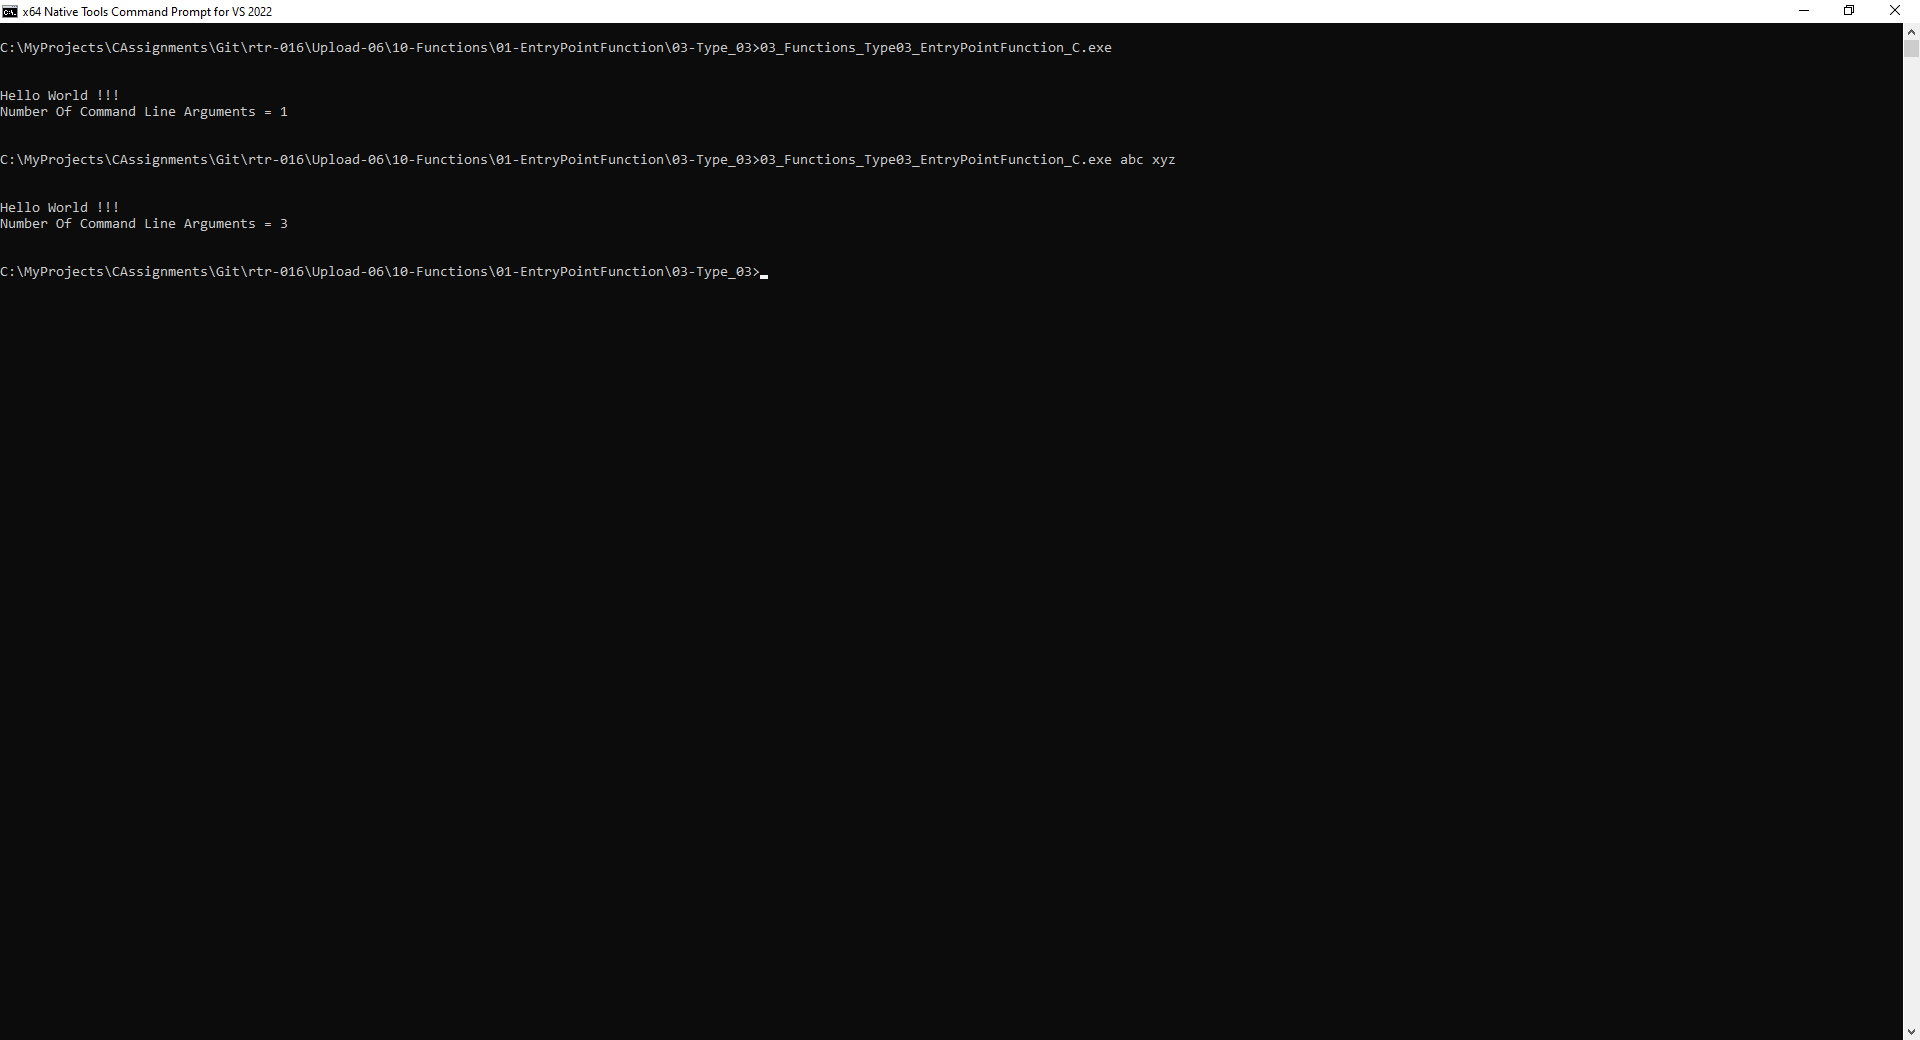 x64 Native Tools Command Prompt for VS 2022
C:\MyProjects\CAssignments\Git\rtr-016\Upload-06\10-Functions\01-EntryPointFunction\03-Type_03>03_Functions_Type03_EntryPointFunction_C.exe
Hello World !!!
Number Of Command Line Arguments = 1
C:\MyProjects\CAssignments\Git\rtr-016\Upload-06\10-Functions\01-EntryPointFunction\03-Type_03>03_Functions_Type03_EntryPointFunction_C.exe abc xyz
Hello World !!!
Number Of Command Line Arguments = 3
C:\MyProjects\CAssignments\Git\rtr-016\Upload-06\10-Functions\01-EntryPointFunction\03-Type_03>